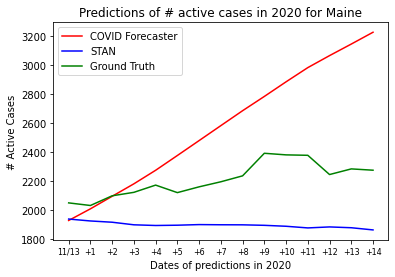 Predictions of # active cases in 2020 for Maine
COVID Forecaster
STAN
Ground Truth
# Active Cases
3200
3000
2800
2600
2400
2200
2000
1800
11/13 +1 +2 +3 +4 +5 +6 +7 +8 +9 +10 +11 +12 +13 +14
Dates of predictions in 2020